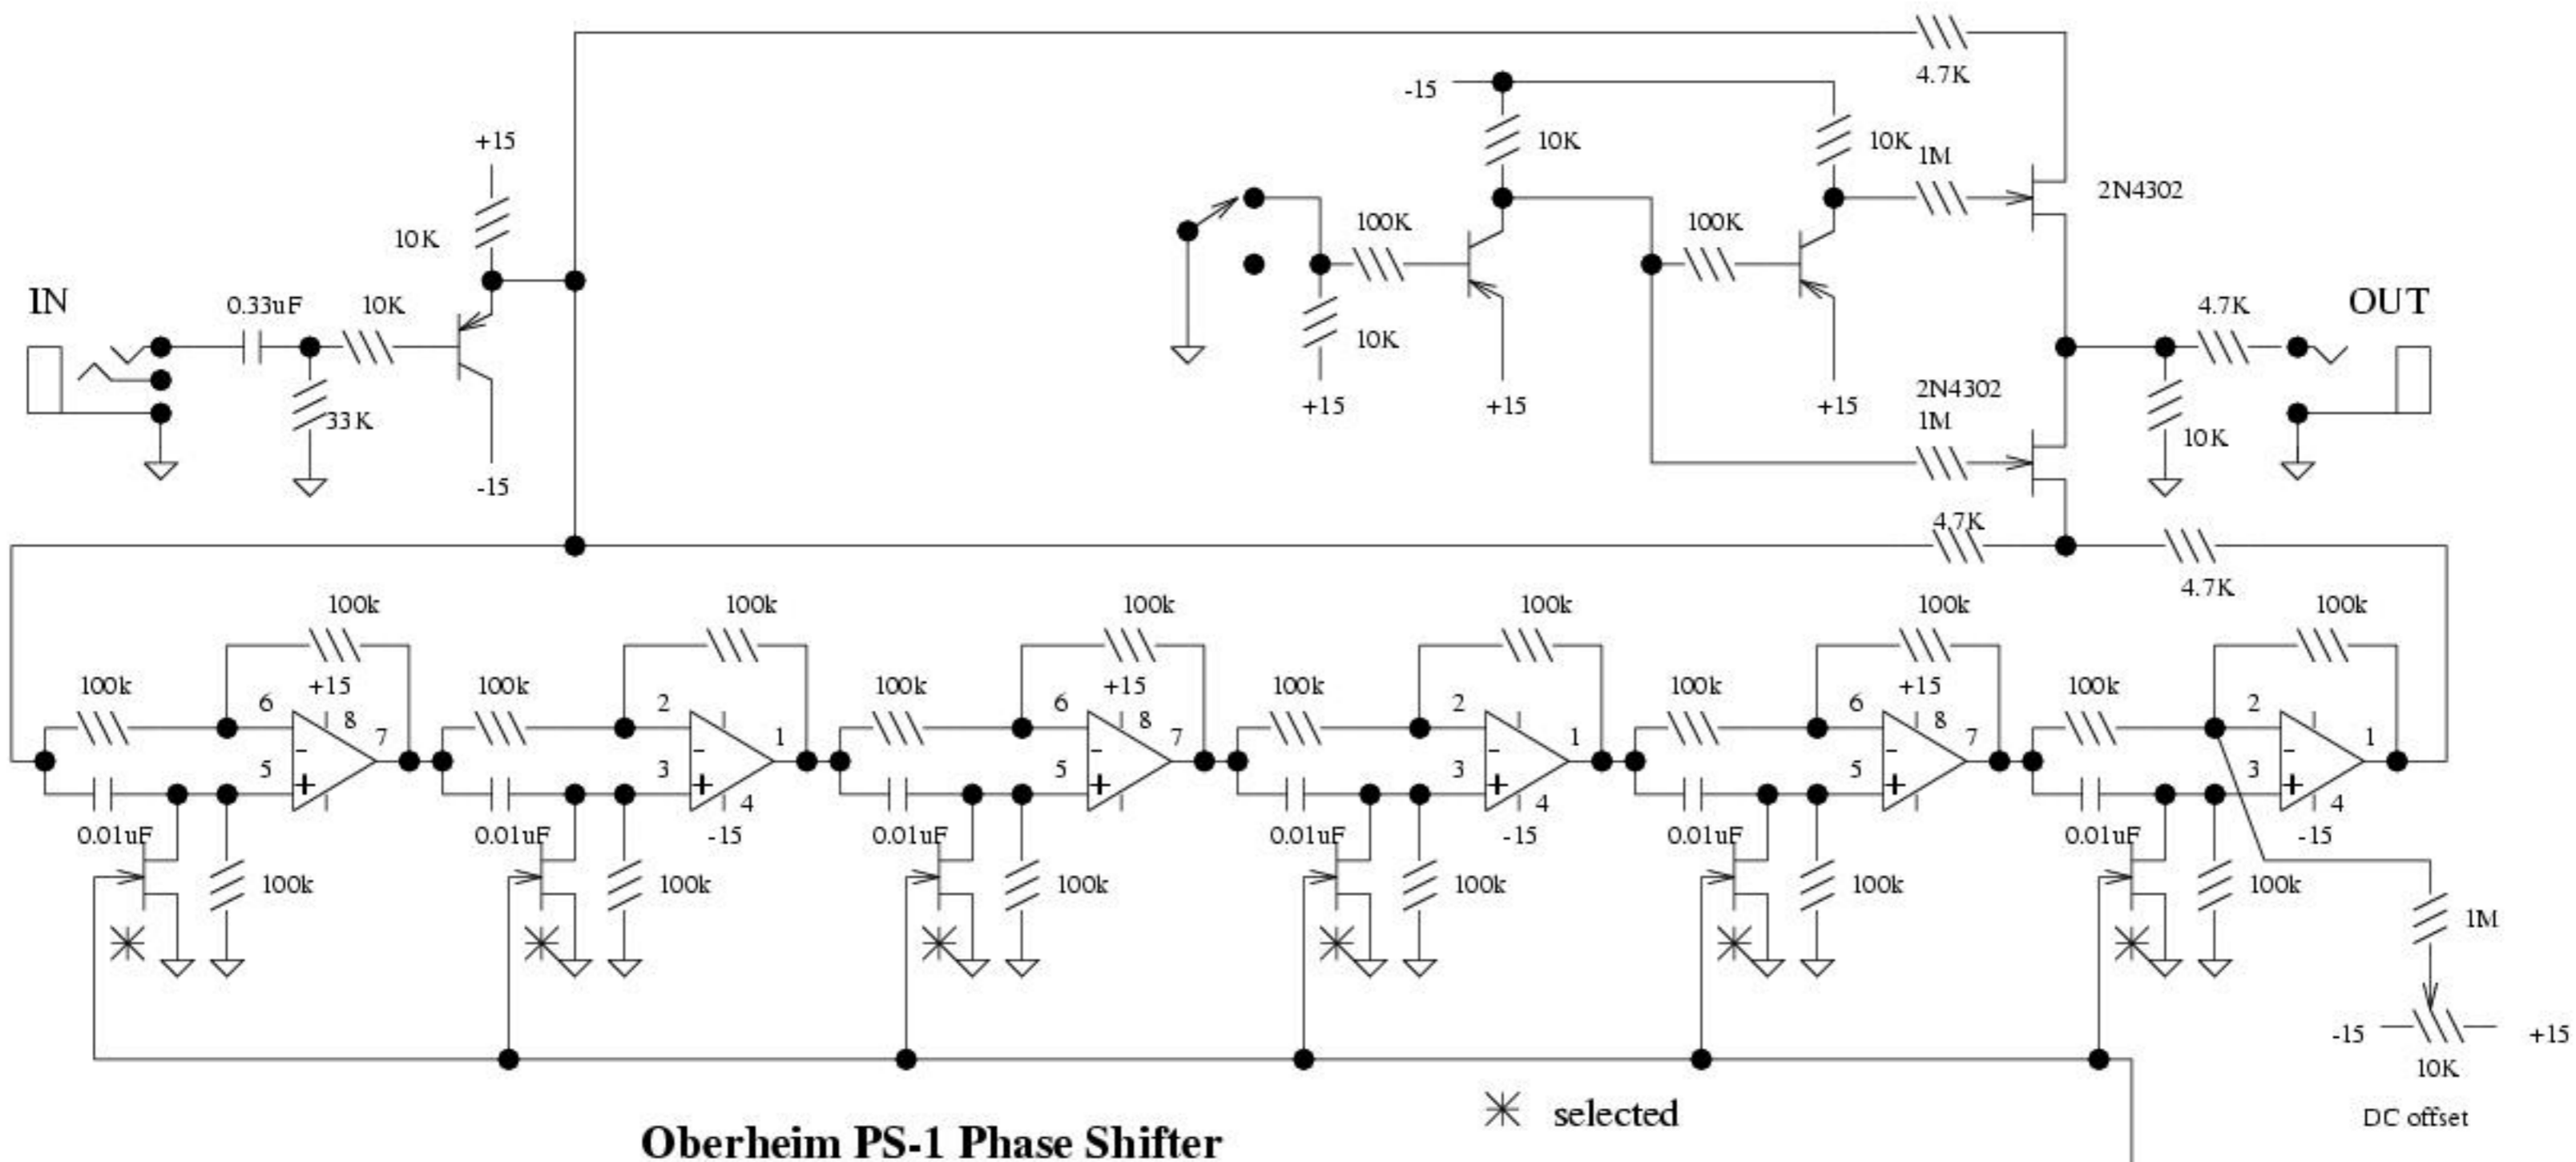 4.7K
-15
10K
10K
1M
2N4302
+15
10K
100K
100K
IN
0.33uF
10K
4.7K
OUT
10K
+15
+15
+15
2N4302
1M
33K
10K
-15
4.7K
4.7K
100k
100k
100k
100k
100k
100k
100k
+15
100k
100k
+15
100k
100k
+15
100k
6
8
7
2
1
6
8
7
2
1
6
8
7
2
1
-
-
-
-
-
-
5
3
5
3
5
3
+
+
+
+
+
+
4
4
4
0.01uF
0.01uF
-15
0.01uF
0.01uF
-15
0.01uF
0.01uF
-15
100k
100k
100k
100k
100k
100k
1M
-15
+15
10K
selected
DC offset
Oberheim PS-1 Phase Shifter